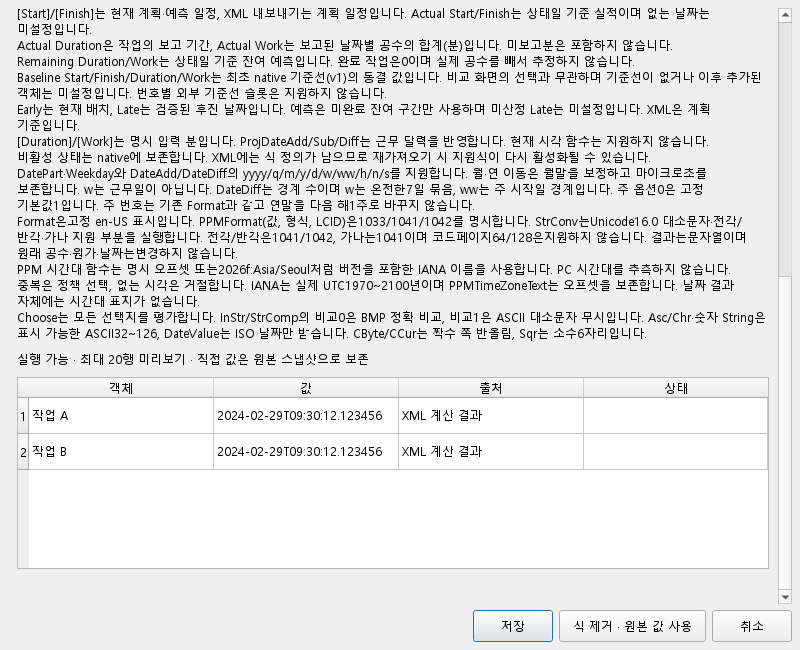 [Start]/[Finish]는 현재 계획·예측 일정, XML 내보내기는 계획 일정입니다. Actual Start/Finish는 상태일 기준 실적이며 없는 날짜는
미설정입니다.
Actual Duration은 작업의 보고 기간, Actual Work는 보고된 날짜별 공수의 합계(분)입니다. 미보고분은 포함하지 않습니다.
Remaining Duration/Work는 상태일 기준 잔여 예측입니다. 완료 작업은0이며 실제 공수를 빼서 추정하지 않습니다.
Baseline Start/Finish/Duration/Work는 최초 native 기준선(v1)의 동결 값입니다. 비교 화면의 선택과 무관하며 기준선이 없거나 이후 추가된
객체는 미설정입니다. 번호별 외부 기준선 슬롯은 지원하지 않습니다.
Early는 현재 배치, Late는 검증된 후진 날짜입니다. 예측은 미완료 잔여 구간만 사용하며 미산정 Late는 미설정입니다. XML은 계획
기준입니다.
[Duration]/[Work]는 명시 입력 분입니다. ProjDateAdd/Sub/Diff는 근무 달력을 반영합니다. 현재 시각 함수는 지원하지 않습니다.
비활성 상태는 native에 보존합니다. XML에는 식 정의가 남으므로 재가져오기 시 지원식이 다시 활성화될 수 있습니다.
DatePart·Weekday와 DateAdd/DateDiff의 yyyy/q/m/y/d/w/ww/h/n/s를 지원합니다. 월·연 이동은 월말을 보정하고 마이크로초를
보존합니다. w는 근무일이 아닙니다. DateDiff는 경계 수이며 w는 온전한7일 묶음, ww는 주 시작일 경계입니다. 주 옵션0은 고정
기본값1입니다. 주 번호는 기존 Format과 같고 연말을 다음 해1주로 바꾸지 않습니다.
Format은고정 en-US 표시입니다. PPMFormat(값, 형식, LCID)은1033/1041/1042를 명시합니다. StrConv는Unicode16.0 대소문자·전각/
반각·가나 지원 부분을 실행합니다. 전각/반각은1041/1042, 가나는1041이며 코드페이지64/128은지원하지 않습니다. 결과는문자열이며
원래 공수·원가·날짜는변경하지 않습니다.
PPM 시간대 함수는 명시 오프셋 또는2026f:Asia/Seoul처럼 버전을 포함한 IANA 이름을 사용합니다. PC 시간대를 추측하지 않습니다.
중복은 정책 선택, 없는 시각은 거절합니다. IANA는 실제 UTC1970~2100년이며 PPMTimeZoneText는 오프셋을 보존합니다. 날짜 결과
자체에는 시간대 표지가 없습니다.
Choose는 모든 선택지를 평가합니다. InStr/StrComp의 비교0은 BMP 정확 비교, 비교1은 ASCII 대소문자 무시입니다. Asc/Chr·숫자 String은
표시 가능한 ASCII32~126, DateValue는 ISO 날짜만 받습니다. CByte/CCur는 짝수 쪽 반올림, Sqr는 소수6자리입니다.
실행 가능 · 최대 20행 미리보기 · 직접 값은 원본 스냅샷으로 보존
객체 값 출처 상태
1 작업 A 2024-02-29T09:30:12.123456 XML 계산 결과
2 작업 B 2024-02-29T09:30:12.123456 XML 계산 결과
저장 식 제거 · 원본 값 사용 취소